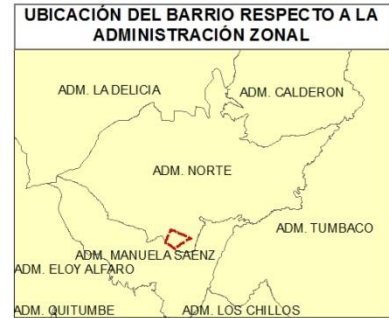 UBICACIÓN DEL BARRIO RESPECTO A LA
ADMINISTRACIÓN ZONAL
ADM. LA DELICIA
ADM. CALDERON
ADM. NORTE
ADM. TUMBACO
ADM. MANUELA SAENZ
ADM. ELOY ALFARO
ADM. QUITUMBE
ADM. LOS CHILLOS